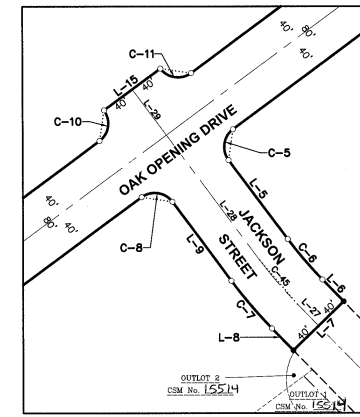 C-11
80'
40'
40'
L-15
40'
40'
C-10
L-29
OAK OPENING DRIVE
C-5
40'
80'
40'
L-28
JACKSON
STREET
L-5
C-8
L-9
C-6
C-45
L-6
L-27
40'
C-7
L-7
L-8
40'
OUTLOT 2
CSM No. 15514
OUTLOT 1
CSM No. 15514